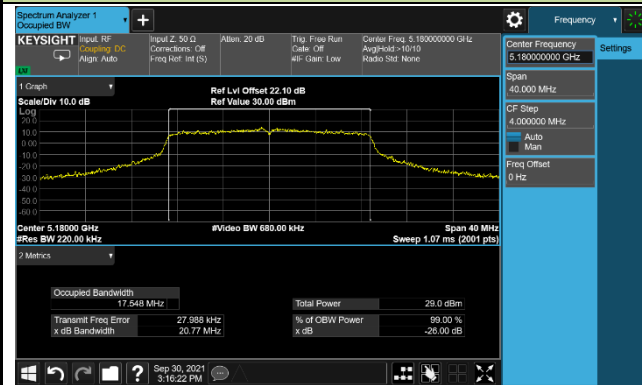 Spectrum Analyzer 1
Occupied BW
Frequency
KEYSIGHT
Input: RF
Coupling: DC
Align: Auto
Input Z: 50 Ω
Corrections: Off
Freq Ref: Int (S)
Atten: 20 dB
Trig: Free Run
Gate: Off
#IF Gain: Low
Center Freq: 5.180000000 GHz
Avg|Hold:>10/10
Radio Std: None
LXI
Center Frequency
5.180000000 GHz
Settings
Span
40.000 MHz
CF Step
4.000000 MHz
Auto
Man
Freq Offset
0 Hz
1 Graph
Scale/Div 10.0 dB
Ref Lvl Offset 22.10 dB
Ref Value 30.00 dBm
Log
20.0
10.0
0.00
-10.0
-20.0
-30.0
-40.0
-50.0
-60.0
Center 5.18000 GHz
#Video BW 680.00 kHz
Span 40 MHz
#Res BW 220.00 kHz
Sweep 1.07 ms (2001 pts)
2 Metrics
Occupied Bandwidth
17.548 MHz
Total Power 29.0 dBm
Transmit Freq Error 27.988 kHz
% of OBW Power 99.00 %
x dB Bandwidth 20.77 MHz
x dB -26.00 dB
Sep 30, 2021
3:16:22 PM